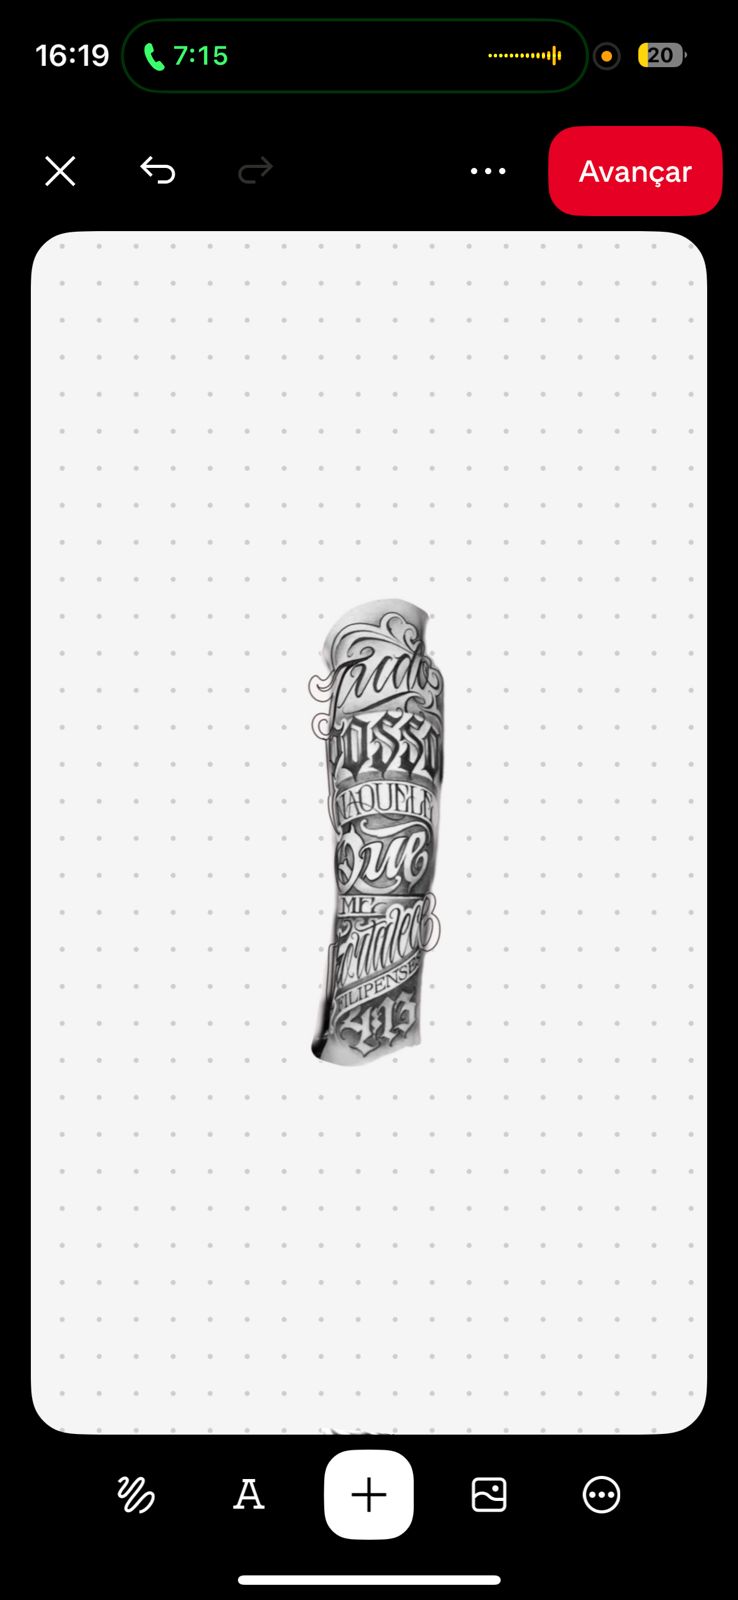 16:19
7:15
20
Avançar
Tudo
POSSO
NAQUELE
Que
ME
Fortalece
FILIPENSES
4:13
A